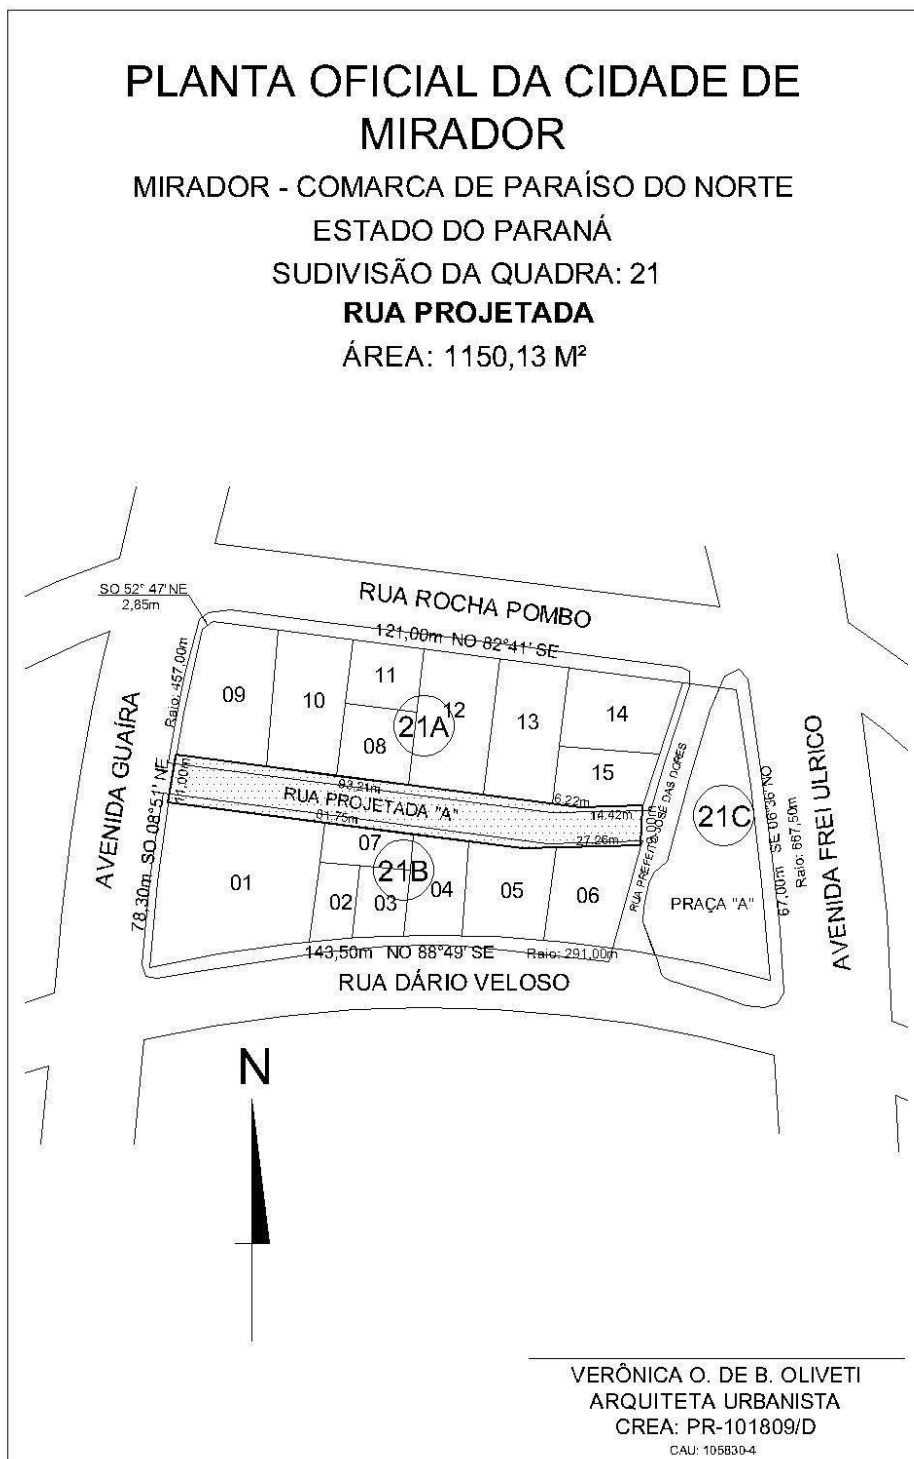 PLANTA OFICIAL DA CIDADE DE
MIRADOR
MIRADOR - COMARCA DE PARAÍSO DO NORTE
ESTADO DO PARANÁ
SUDIVISÃO DA QUADRA: 21
RUA PROJETADA
ÁREA: 1150,13 M²
SO 52° 47' NE
2,85m
RUA ROCHA POMBO
121,00m NO 82°41' SE
Raio: 457,00m
09
10
11
12
21A
08
13
14
15
AVENIDA GUAÍRA
78,30m SO 08°51' NE
11,00m
93,21m
RUA PROJETADA "A"
81,75m
6,22m
14.42m
27,26m
9,00m
RUA PREFEITO JOSÉ DAS DORES
21C
PRAÇA "A"
67,00m SE 06°36' NO
Raio: 667,50m
AVENIDA FREI ULRICO
01
07
21B
02
03
04
05
06
143,50m NO 88°49' SE
Raio: 291,00m
RUA DÁRIO VELOSO
N
VERÔNICA O. DE B. OLIVETI
ARQUITETA URBANISTA
CREA: PR-101809/D
CAU: 105830-4